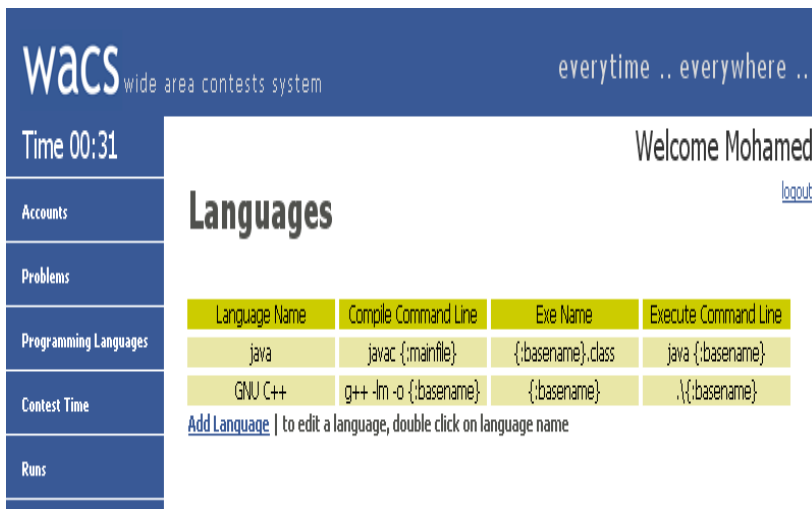 wacs wide area contests system everytime .. everywhere ..
Time 00:31 Welcome Mohamed
logout
Accounts
Languages
Problems
Language Name Compile Command Line Exe Name Execute Command Line
Programming Languages
java javac {:mainfile} {:basename}.class java {:basename}
GNU C++ g++ -lm -o {:basename} {:basename} .\{:basename}
Contest Time
Add Language | to edit a language, double click on language name
Runs